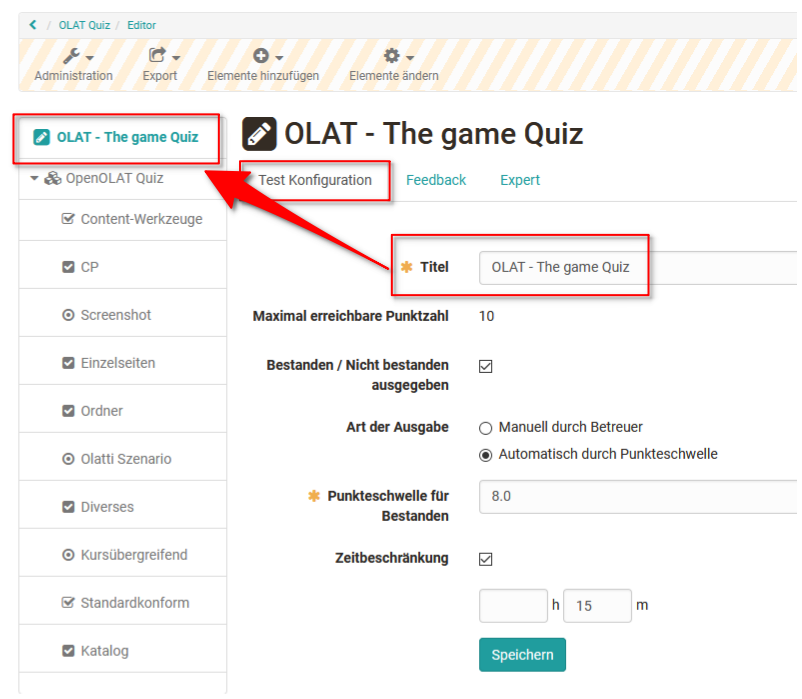 / OLAT Quiz / Editor
Administration
Export
Elemente hinzufügen
Elemente ändern
OLAT - The game Quiz
OpenOLAT Quiz
Content-Werkzeuge
CP
Screenshot
Einzelseiten
Ordner
Olatti Szenario
Diverses
Kursübergreifend
Standardkonform
Katalog
OLAT - The game Quiz
Test Konfiguration
Feedback
Expert
Titel
OLAT - The game Quiz
Maximal erreichbare Punktzahl
10
Bestanden / Nicht bestanden
ausgegeben
Art der Ausgabe
Manuell durch Betreuer
Automatisch durch Punkteschwelle
Punkteschwelle für
Bestanden
8.0
Zeitbeschränkung
h 15 m
Speichern